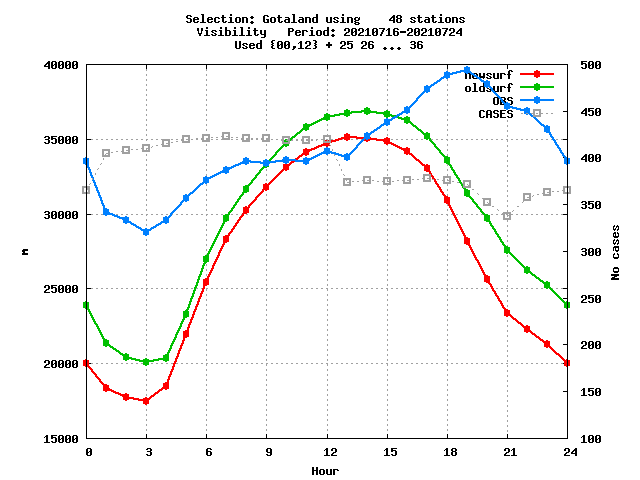 Selection: Gotaland using    48 stations
Visibility   Period: 20210716-20210724
Used {00,12} + 25 26 ... 36
40000
35000
30000
25000
20000
15000
m
500
450
400
350
300
250
200
150
100
No cases
newsurf
oldsurf
OBS
CASES
0 3 6 9 12 15 18 21 24
Hour